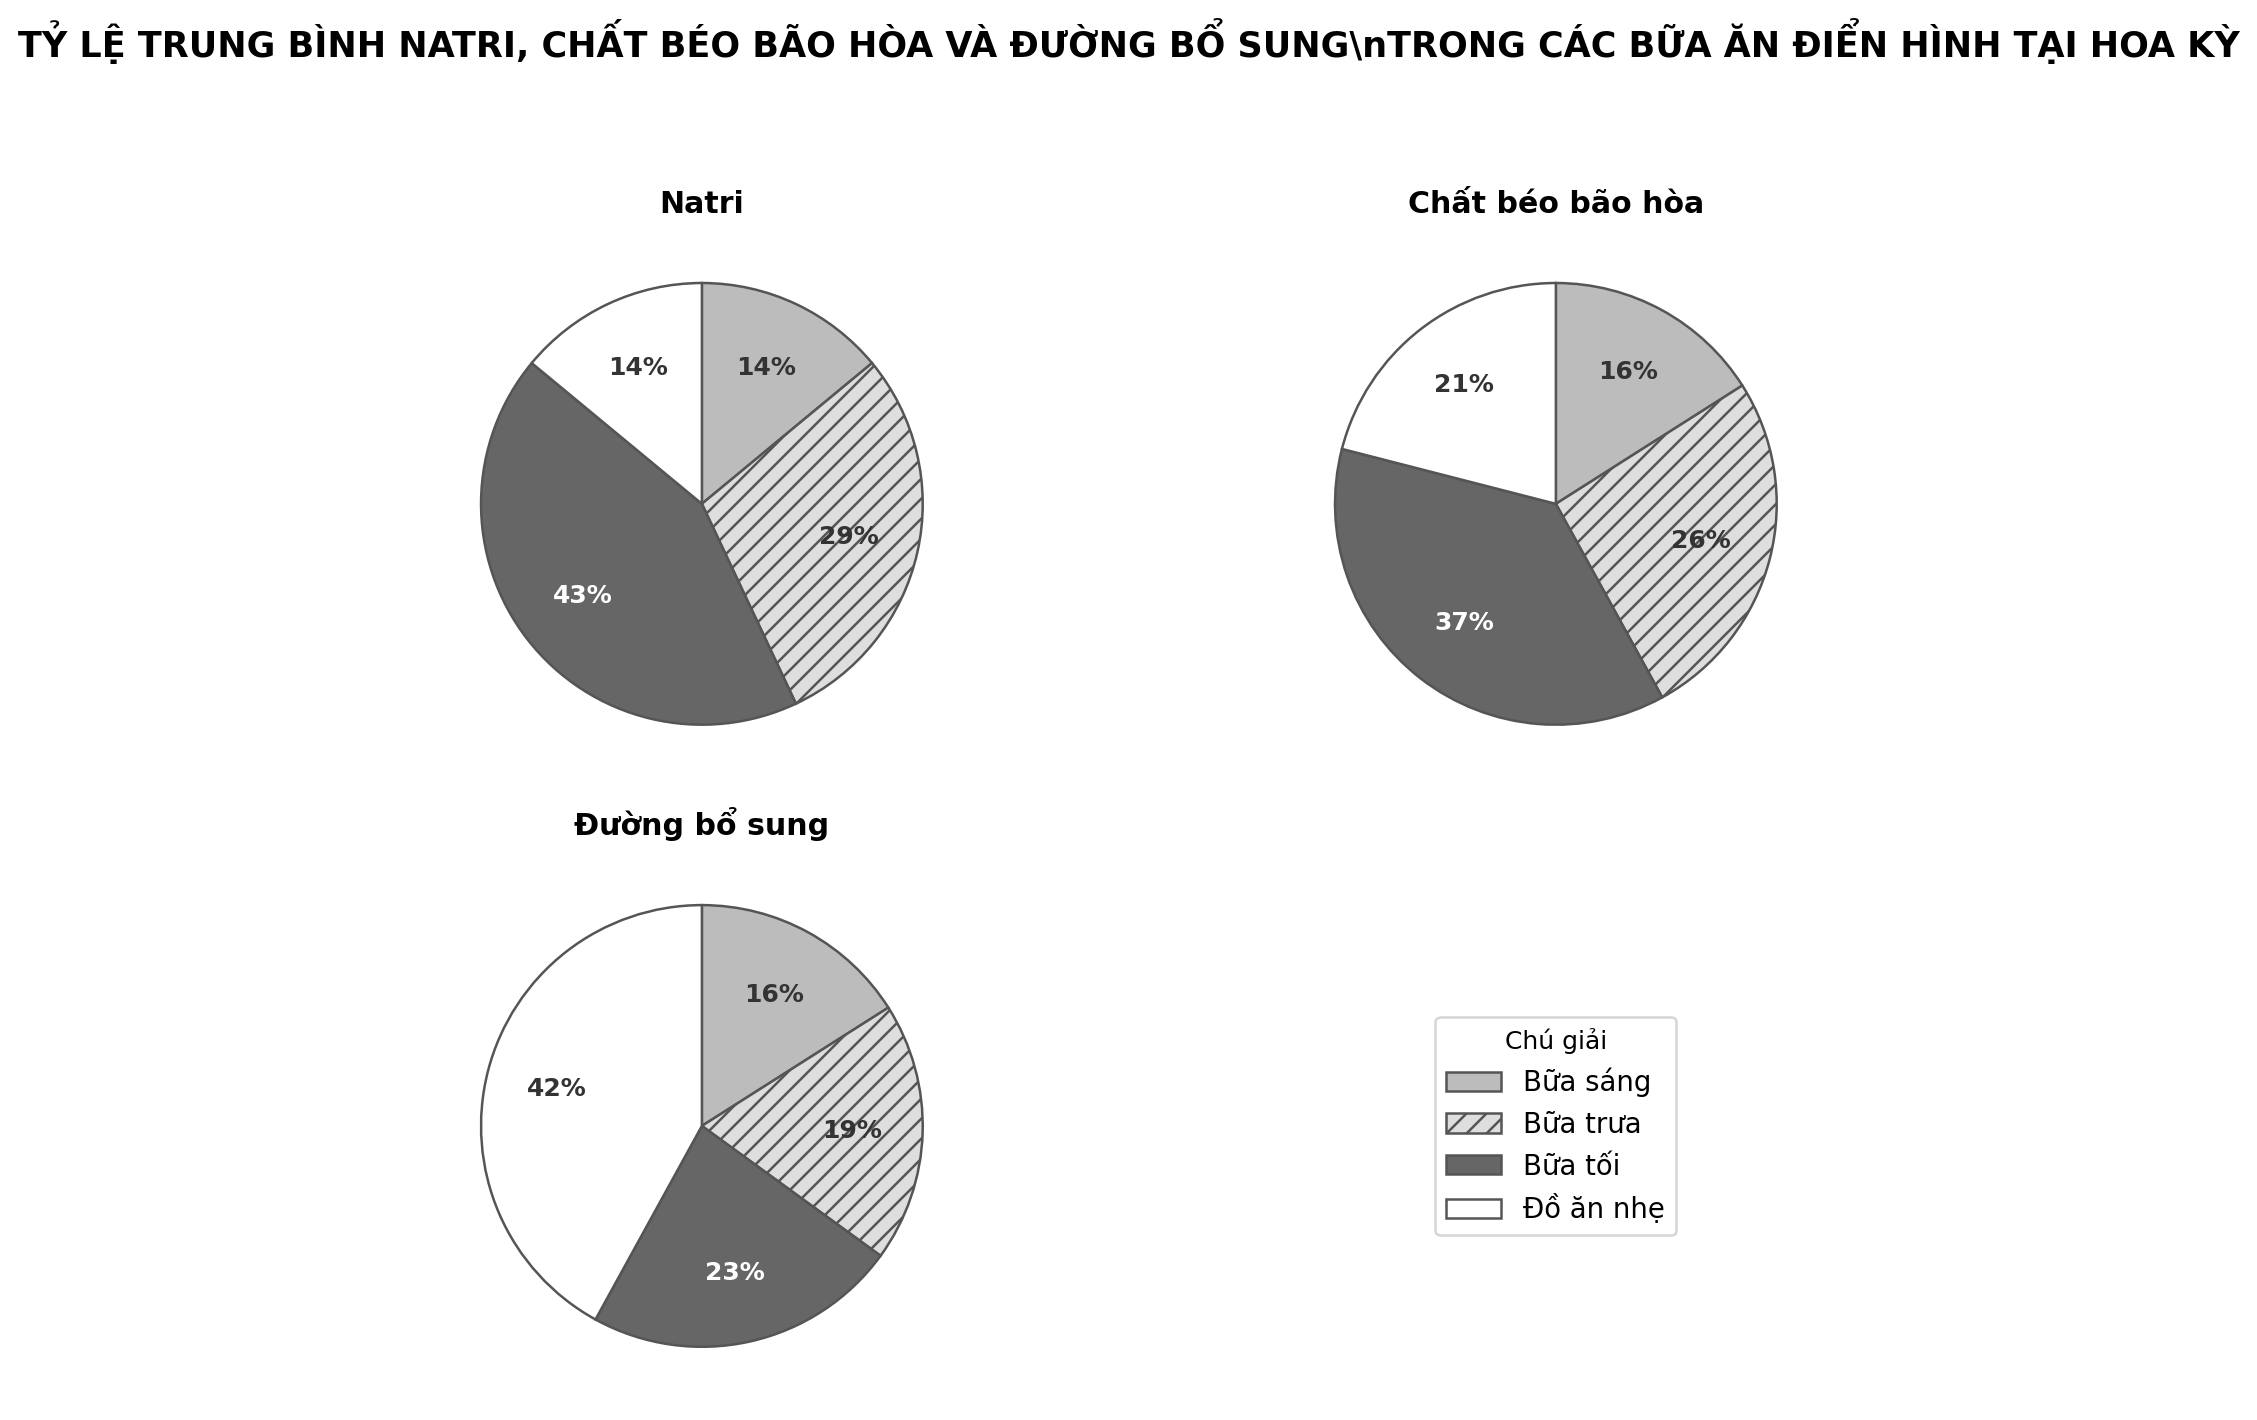 TỶ LỆ TRUNG BÌNH NATRI, CHẤT BÉO BÃO HÒA VÀ ĐƯỜNG BỔ SUNG\nTRONG CÁC BỮA ĂN ĐIỂN HÌNH TẠI HOA KỲ
Natri
14%
14%
29%
43%
Chất béo bão hòa
21%
16%
26%
37%
Đường bổ sung
16%
42%
19%
23%
Chú giải
Bữa sáng
Bữa trưa
Bữa tối
Đồ ăn nhẹ